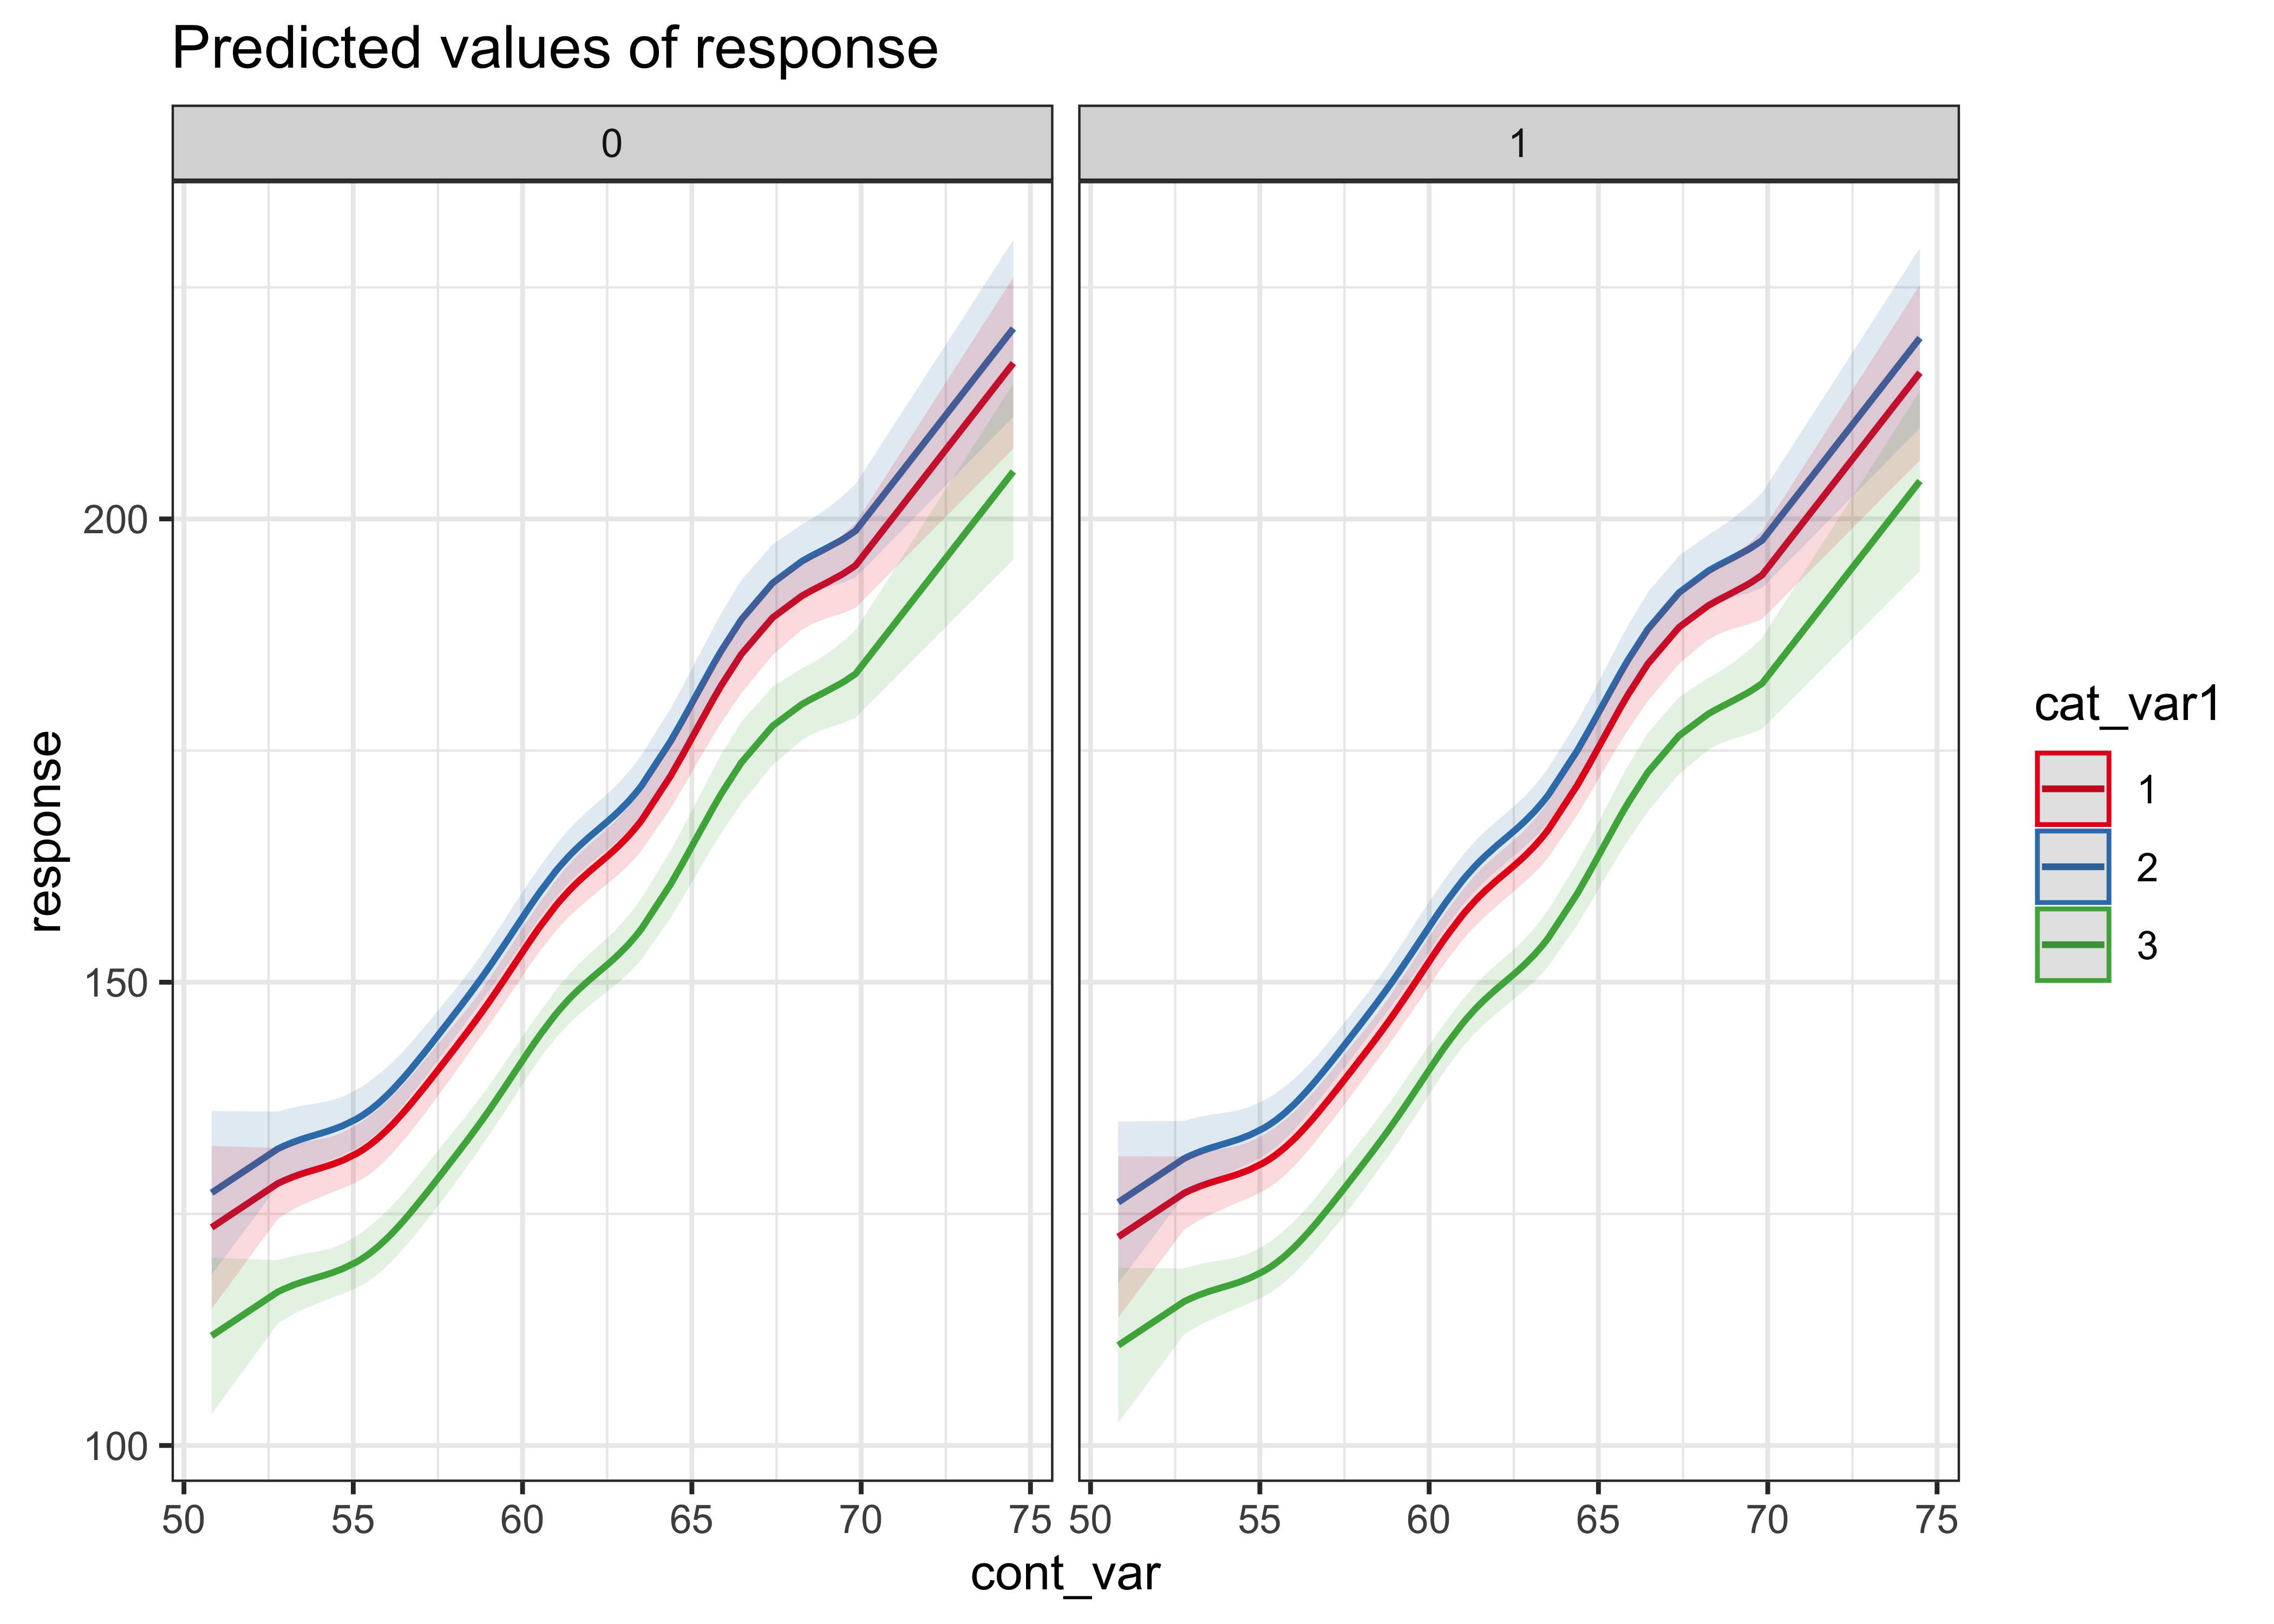 Predicted values of response
0 1
response
200
150
100
50 55 60 65 70 75 50 55 60 65 70 75
cont_var
cat_var1
1
2
3